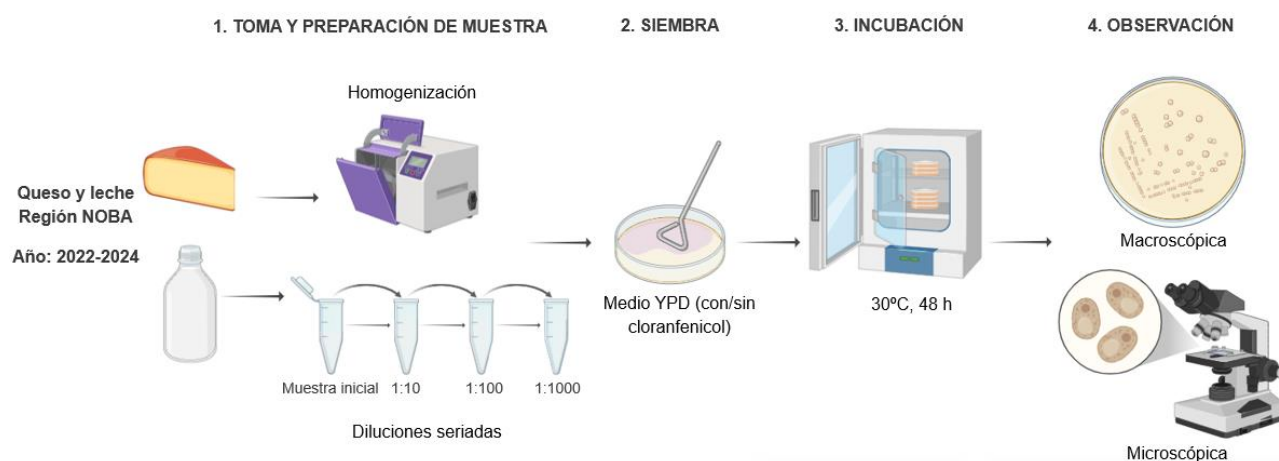 1. TOMA Y PREPARACIÓN DE MUESTRA
2. SIEMBRA
3. INCUBACIÓN
4. OBSERVACIÓN
Homogenización
Queso y leche
Región NOBA
Año: 2022-2024
Muestra inicial
1:10
1:100
1:1000
Diluciones seriadas
Medio YPD (con/sin
cloranfenicol)
30ºC, 48 h
Macroscópica
Microscópica